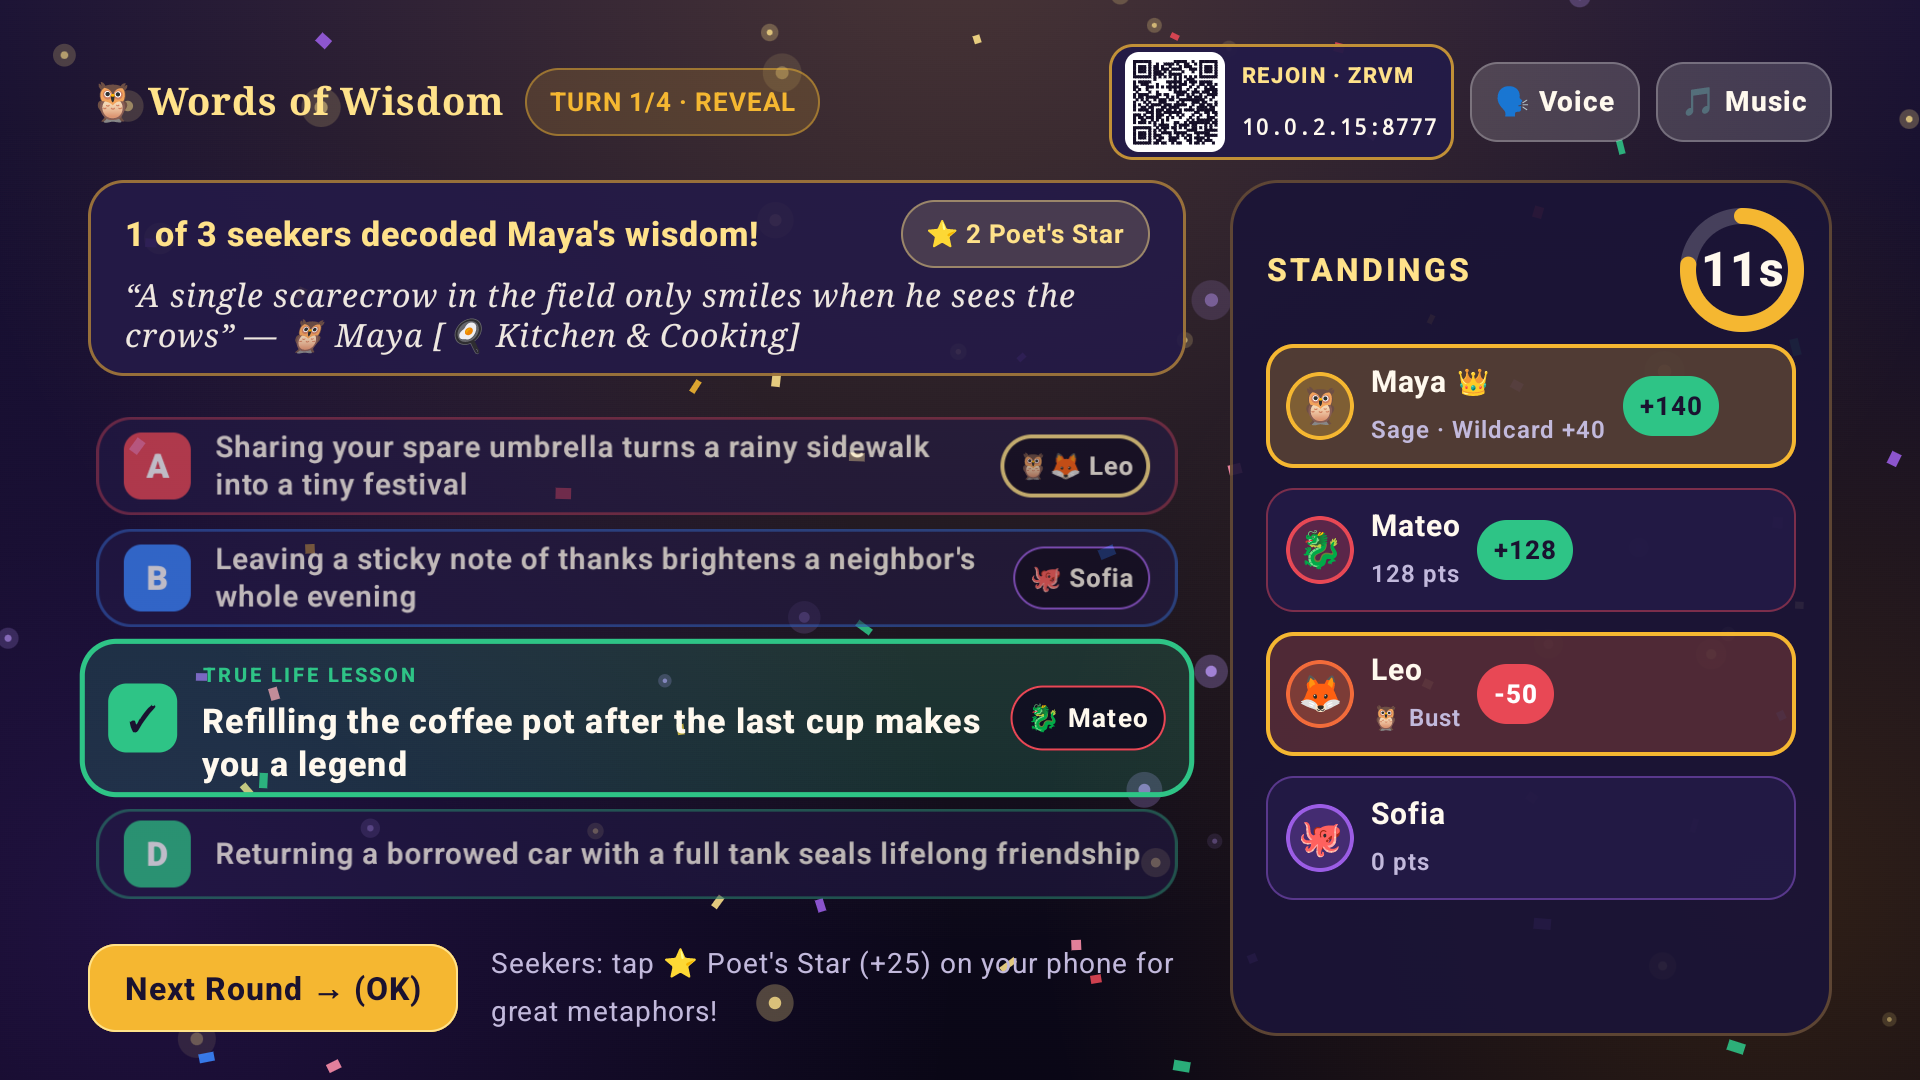 🦉 Words of Wisdom
TURN 1/4 · REVEAL
REJOIN · ZRVM
10.0.2.15:8777
🗣️ Voice
🎵 Music
1 of 3 seekers decoded Maya's wisdom!
⭐ 2 Poet's Star
“A single scarecrow in the field only smiles when he sees the
crows” — 🦉 Maya [🍳 Kitchen & Cooking]
A
Sharing your spare umbrella turns a rainy sidewalk
into a tiny festival
🦉🦊 Leo
B
Leaving a sticky note of thanks brightens a neighbor's
whole evening
🐙 Sofia
TRUE LIFE LESSON
✓
Refilling the coffee pot after the last cup makes
you a legend
🐉 Mateo
D
Returning a borrowed car with a full tank seals lifelong friendship
Next Round → (OK)
Seekers: tap ⭐ Poet's Star (+25) on your phone for
great metaphors!
STANDINGS
11s
Maya 👑
Sage · Wildcard +40
+140
Mateo
128 pts
+128
Leo
🦉 Bust
-50
Sofia
0 pts